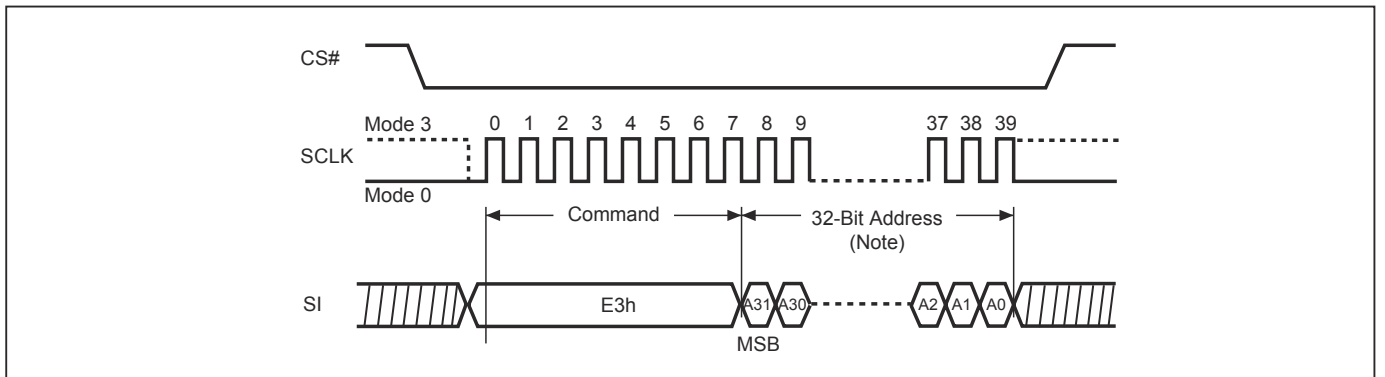 CS#
Mode 3
0 1 2 3 4 5 6 7 8 9 37 38 39
SCLK
Mode 0
Command
32-Bit Address
(Note)
SI
E3h
A31 A30 A2 A1 A0
MSB